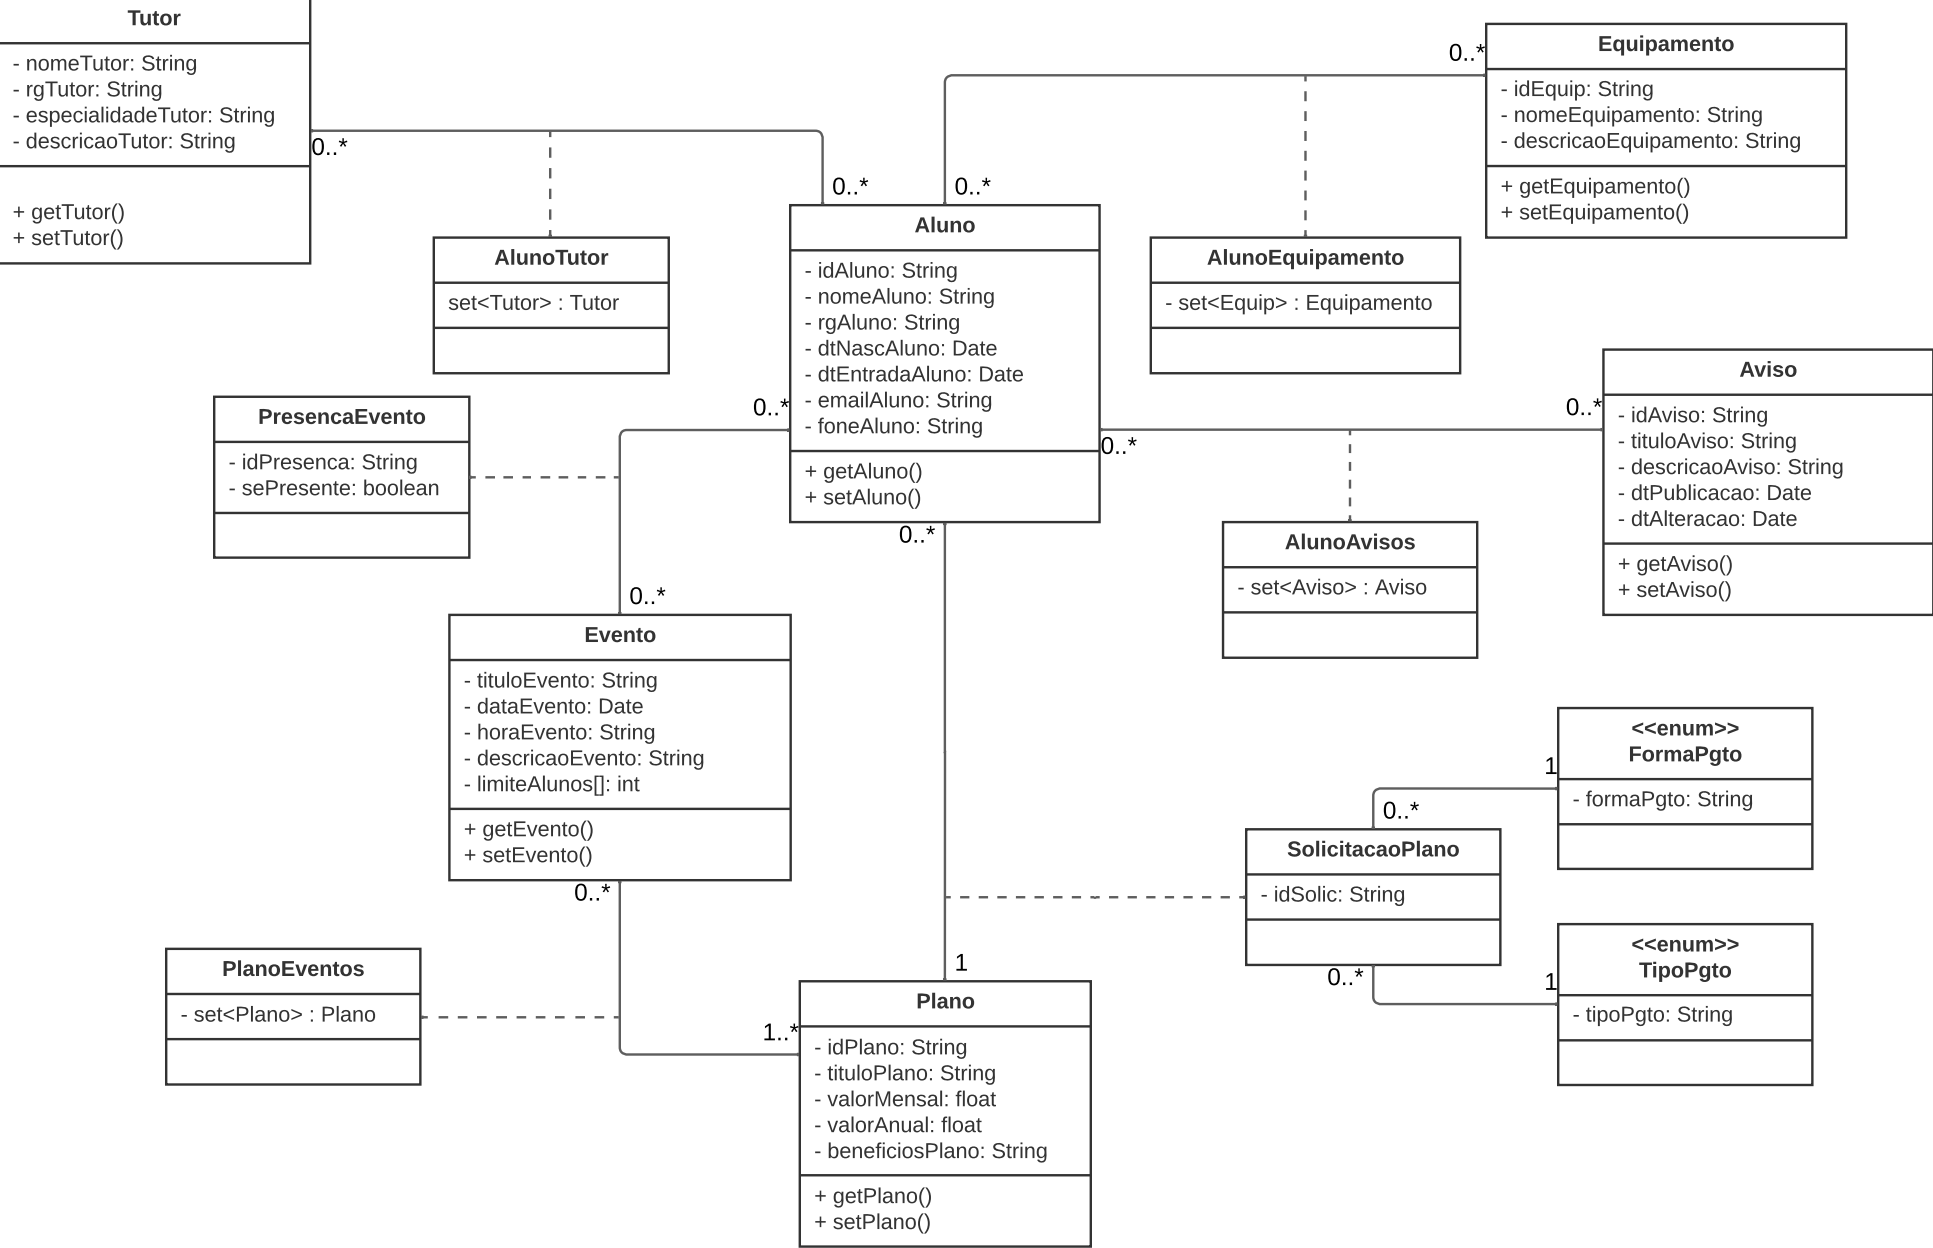 Tutor
- nomeTutor: String
- rgTutor: String
- especialidadeTutor: String
- descricaoTutor: String
+ getTutor()
+ setTutor()
0..*
0..*
AlunoTutor
set<Tutor> : Tutor
0..*
0..*
Equipamento
- idEquip: String
- nomeEquipamento: String
- descricaoEquipamento: String
+ getEquipamento()
+ setEquipamento()
AlunoEquipamento
- set<Equip> : Equipamento
Aluno
- idAluno: String
- nomeAluno: String
- rgAluno: String
- dtNascAluno: Date
- dtEntradaAluno: Date
- emailAluno: String
- foneAluno: String
+ getAluno()
+ setAluno()
0..*
0..*
0..*
0..*
Aviso
- idAviso: String
- tituloAviso: String
- descricaoAviso: String
- dtPublicacao: Date
- dtAlteracao: Date
+ getAviso()
+ setAviso()
AlunoAvisos
- set<Aviso> : Aviso
PresencaEvento
- idPresenca: String
- sePresente: boolean
0..*
Evento
- tituloEvento: String
- dataEvento: Date
- horaEvento: String
- descricaoEvento: String
- limiteAlunos[]: int
+ getEvento()
+ setEvento()
0..*
<<enum>>
FormaPgto
- formaPgto: String
1
0..*
SolicitacaoPlano
- idSolic: String
0..*
1
<<enum>>
TipoPgto
- tipoPgto: String
PlanoEventos
- set<Plano> : Plano
1..*
1
Plano
- idPlano: String
- tituloPlano: String
- valorMensal: float
- valorAnual: float
- beneficiosPlano: String
+ getPlano()
+ setPlano()